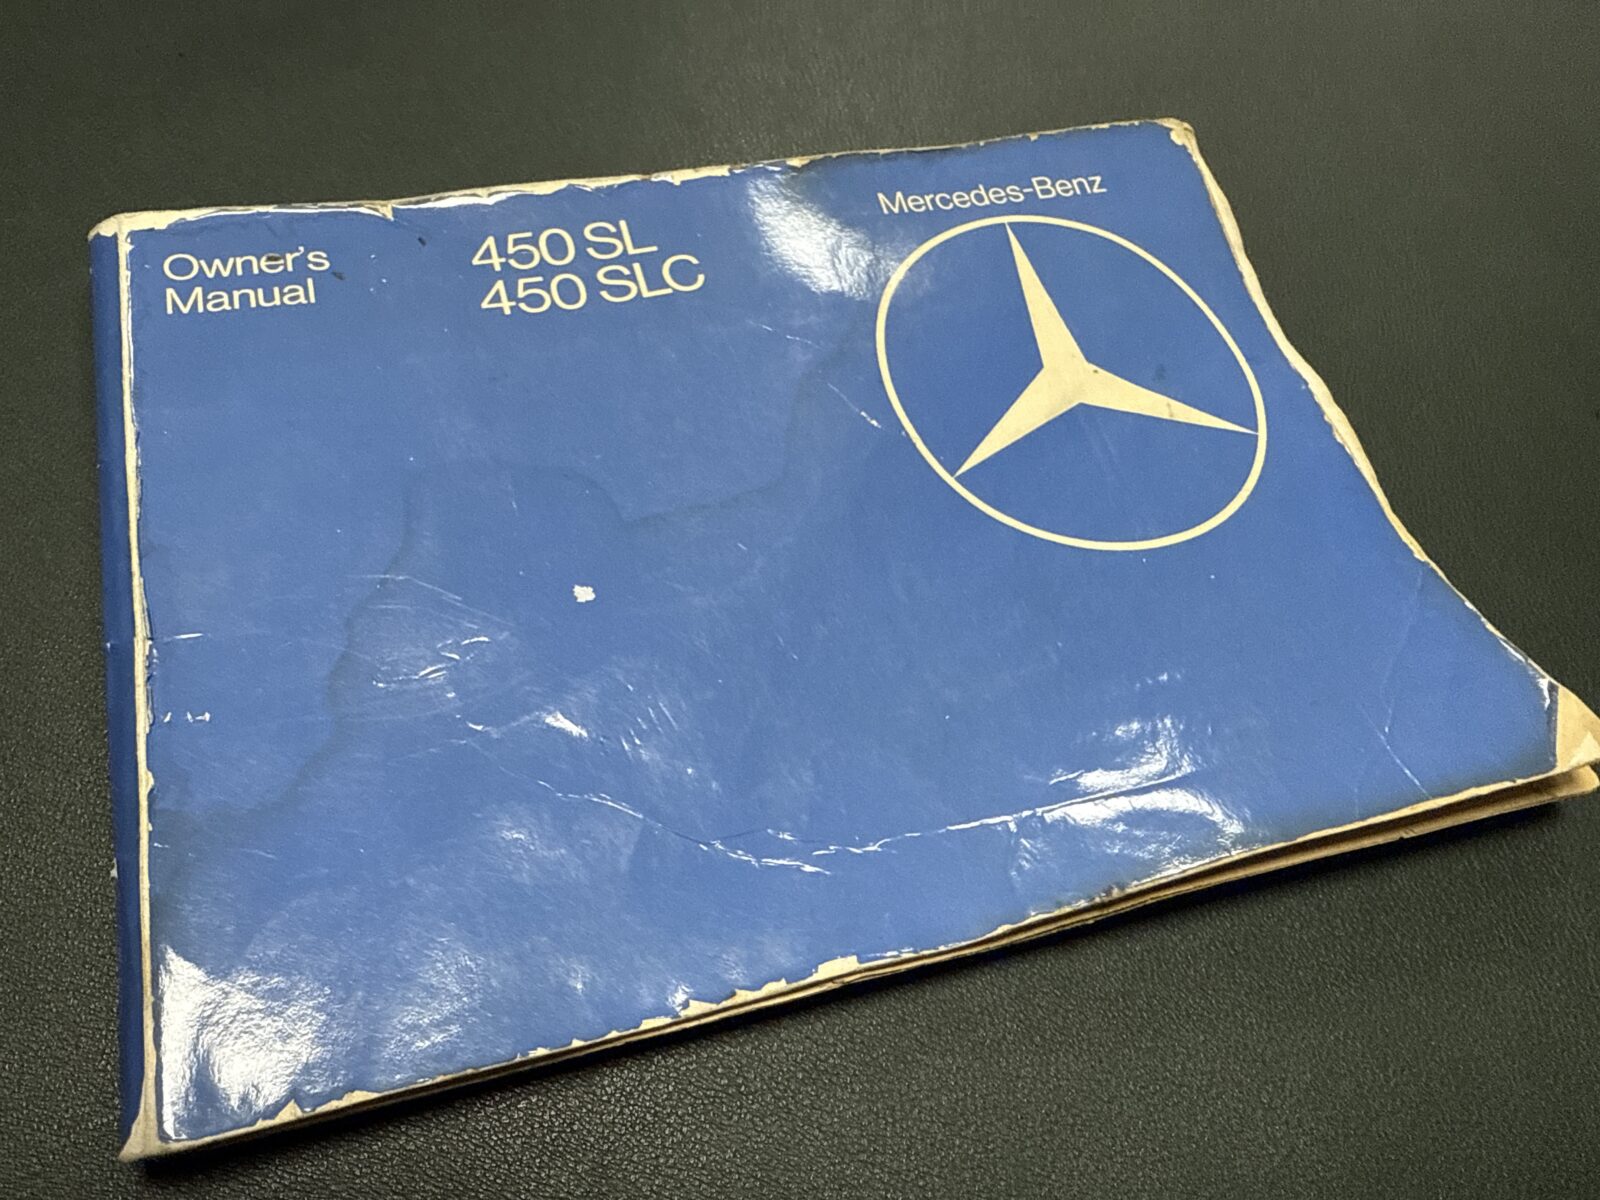 Owner's
Manual
450 SL
450 SLC
Mercedes-Benz